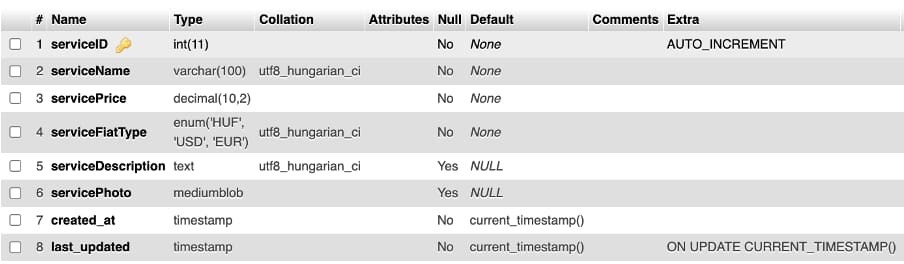 # Name Type Collation Attributes Null Default Comments Extra
1 serviceID int(11) No None AUTO_INCREMENT
2 serviceName varchar(100) utf8_hungarian_ci No None
3 servicePrice decimal(10,2) No None
4 serviceFiatType enum('HUF', 'USD', 'EUR') utf8_hungarian_ci No None
5 serviceDescription text utf8_hungarian_ci Yes NULL
6 servicePhoto mediumblob Yes NULL
7 created_at timestamp No current_timestamp()
8 last_updated timestamp No current_timestamp() ON UPDATE CURRENT_TIMESTAMP()